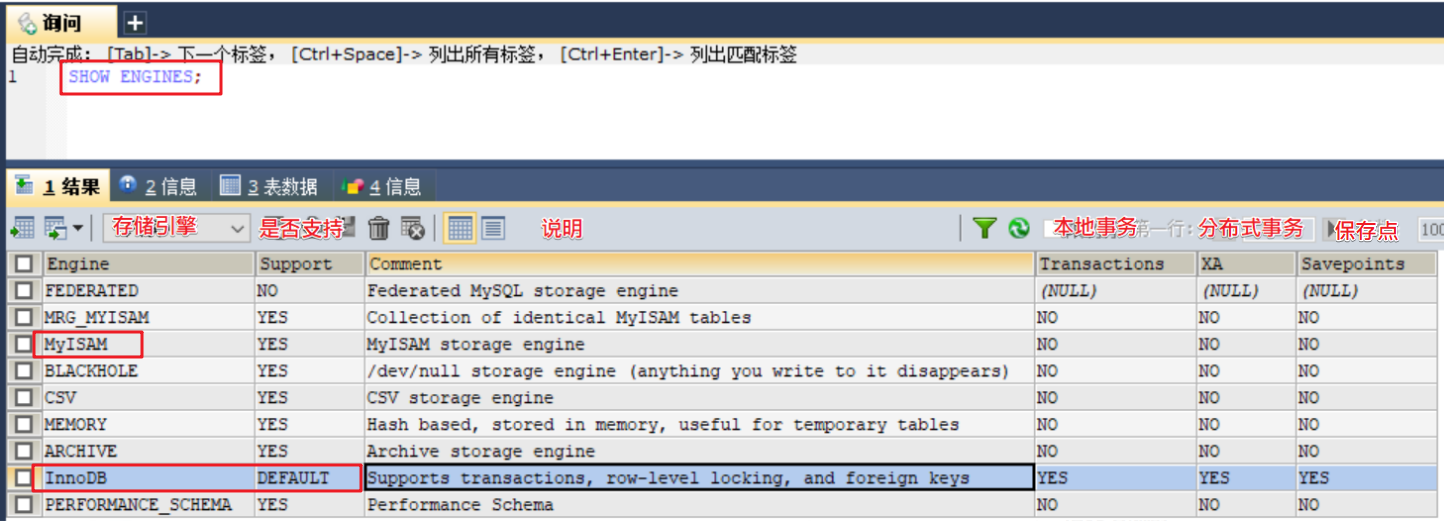 询问
自动完成： [Tab]-> 下一个标签， [Ctrl+Space]-> 列出所有标签， [Ctrl+Enter]-> 列出匹配标签
1 SHOW ENGINES;
1 结果 2 信息 3 表数据 4 信息
存储引擎 是否支持 说明 本地事务 第一行: 分布式事务 保存点 100
Engine Support Comment Transactions XA Savepoints
FEDERATED NO Federated MySQL storage engine (NULL) (NULL) (NULL)
MRG_MYISAM YES Collection of identical MyISAM tables NO NO NO
MyISAM YES MyISAM storage engine NO NO NO
BLACKHOLE YES /dev/null storage engine (anything you write to it disappears) NO NO NO
CSV YES CSV storage engine NO NO NO
MEMORY YES Hash based, stored in memory, useful for temporary tables NO NO NO
ARCHIVE YES Archive storage engine NO NO NO
InnoDB DEFAULT Supports transactions, row-level locking, and foreign keys YES YES YES
PERFORMANCE_SCHEMA YES Performance Schema NO NO NO